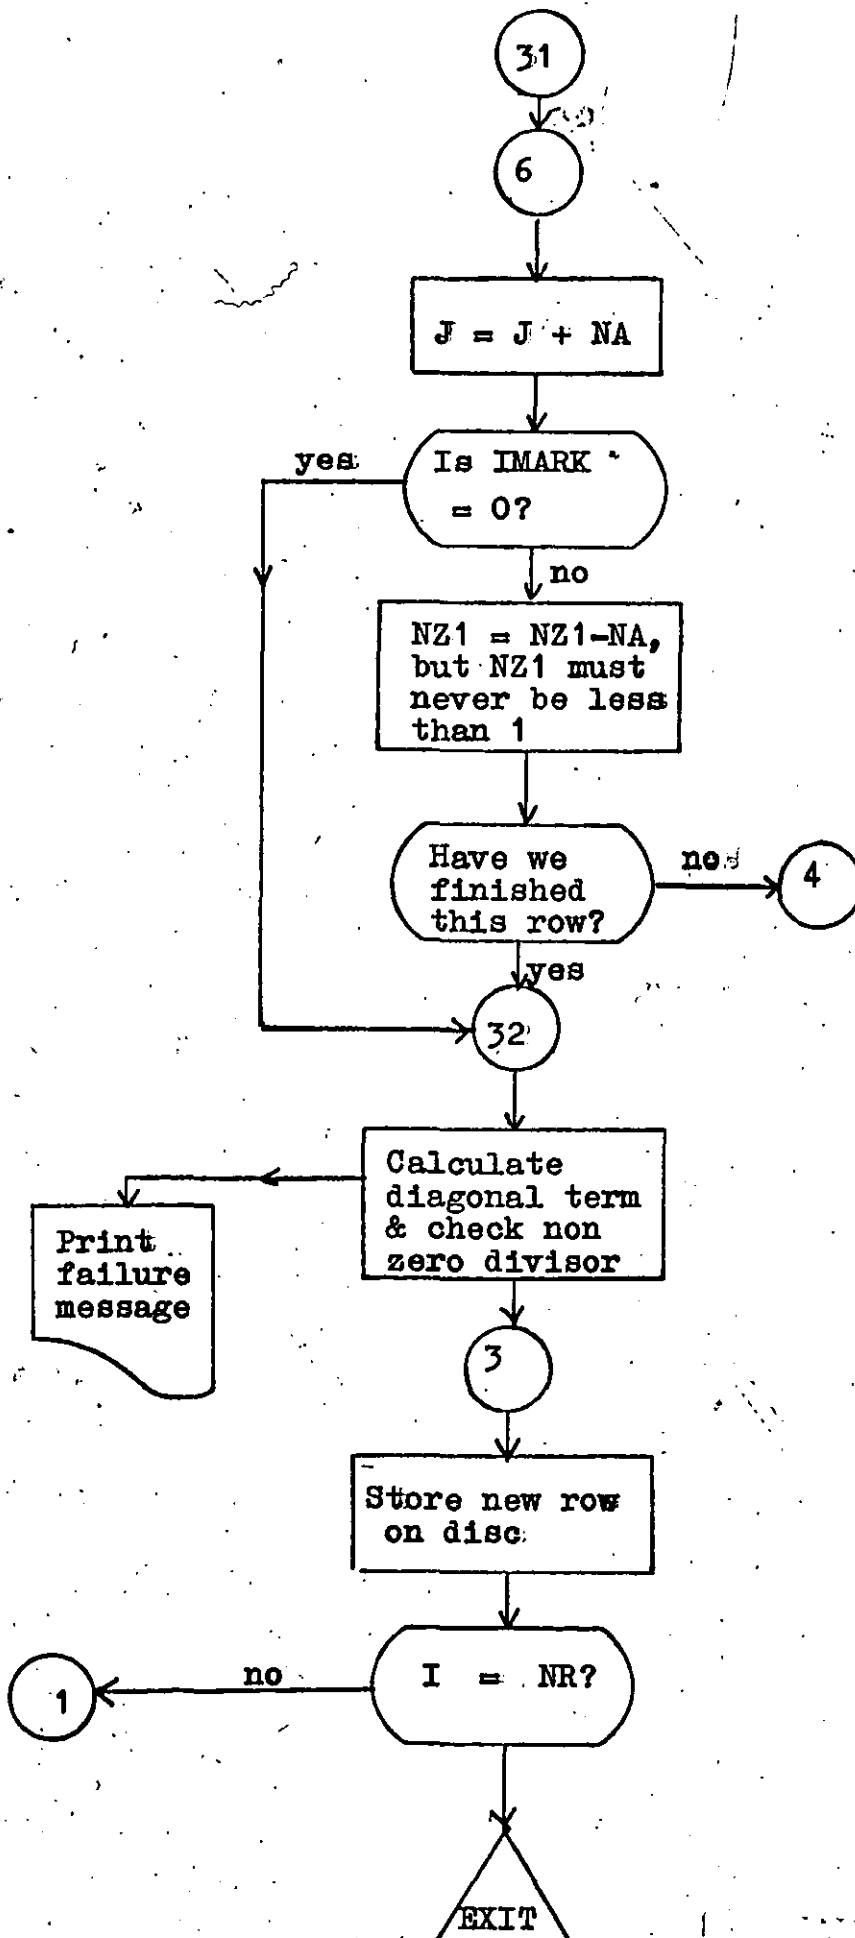 31
6
J = J + NA
Is IMARK
= 0?
yes
no
NZ1 = NZ1-NA,
but NZ1 must
never be less
than 1
Have we
finished
this row?
no
4
yes
32
Calculate
diagonal term
& check non
zero divisor
Print
failure
message
3
Store new row
on disc
I = NR?
no
1
EXIT